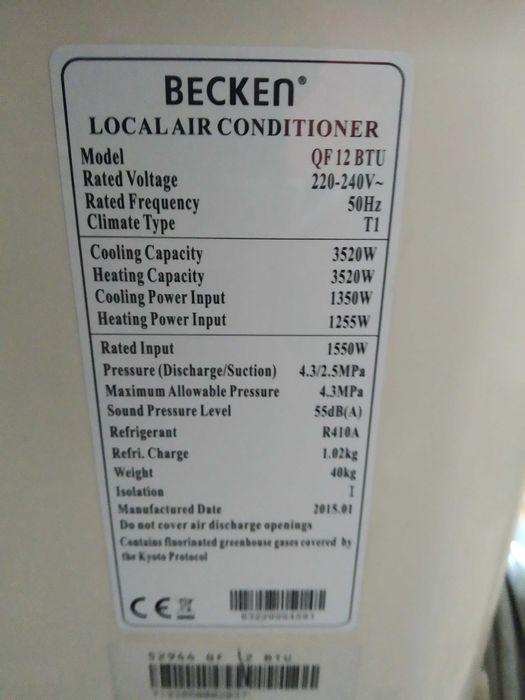 BECKEN®
LOCAL AIR CONDITIONER
Model QF 12 BTU
Rated Voltage 220-240V~
Rated Frequency 50Hz
Climate Type T1
Cooling Capacity 3520W
Heating Capacity 3520W
Cooling Power Input 1350W
Heating Power Input 1255W
Rated Input 1550W
Pressure (Discharge/Suction) 4.3/2.5MPa
Maximum Allowable Pressure 4.3MPa
Sound Pressure Level 55dB(A)
Refrigerant R410A
Refri. Charge 1.02kg
Weight 40kg
Isolation I
Manufactured Date 2015.01
Do not cover air discharge openings
Contains fluorinated greenhouse gases covered by
the Kyoto Protocol
CE
52966 QF 12 BTU